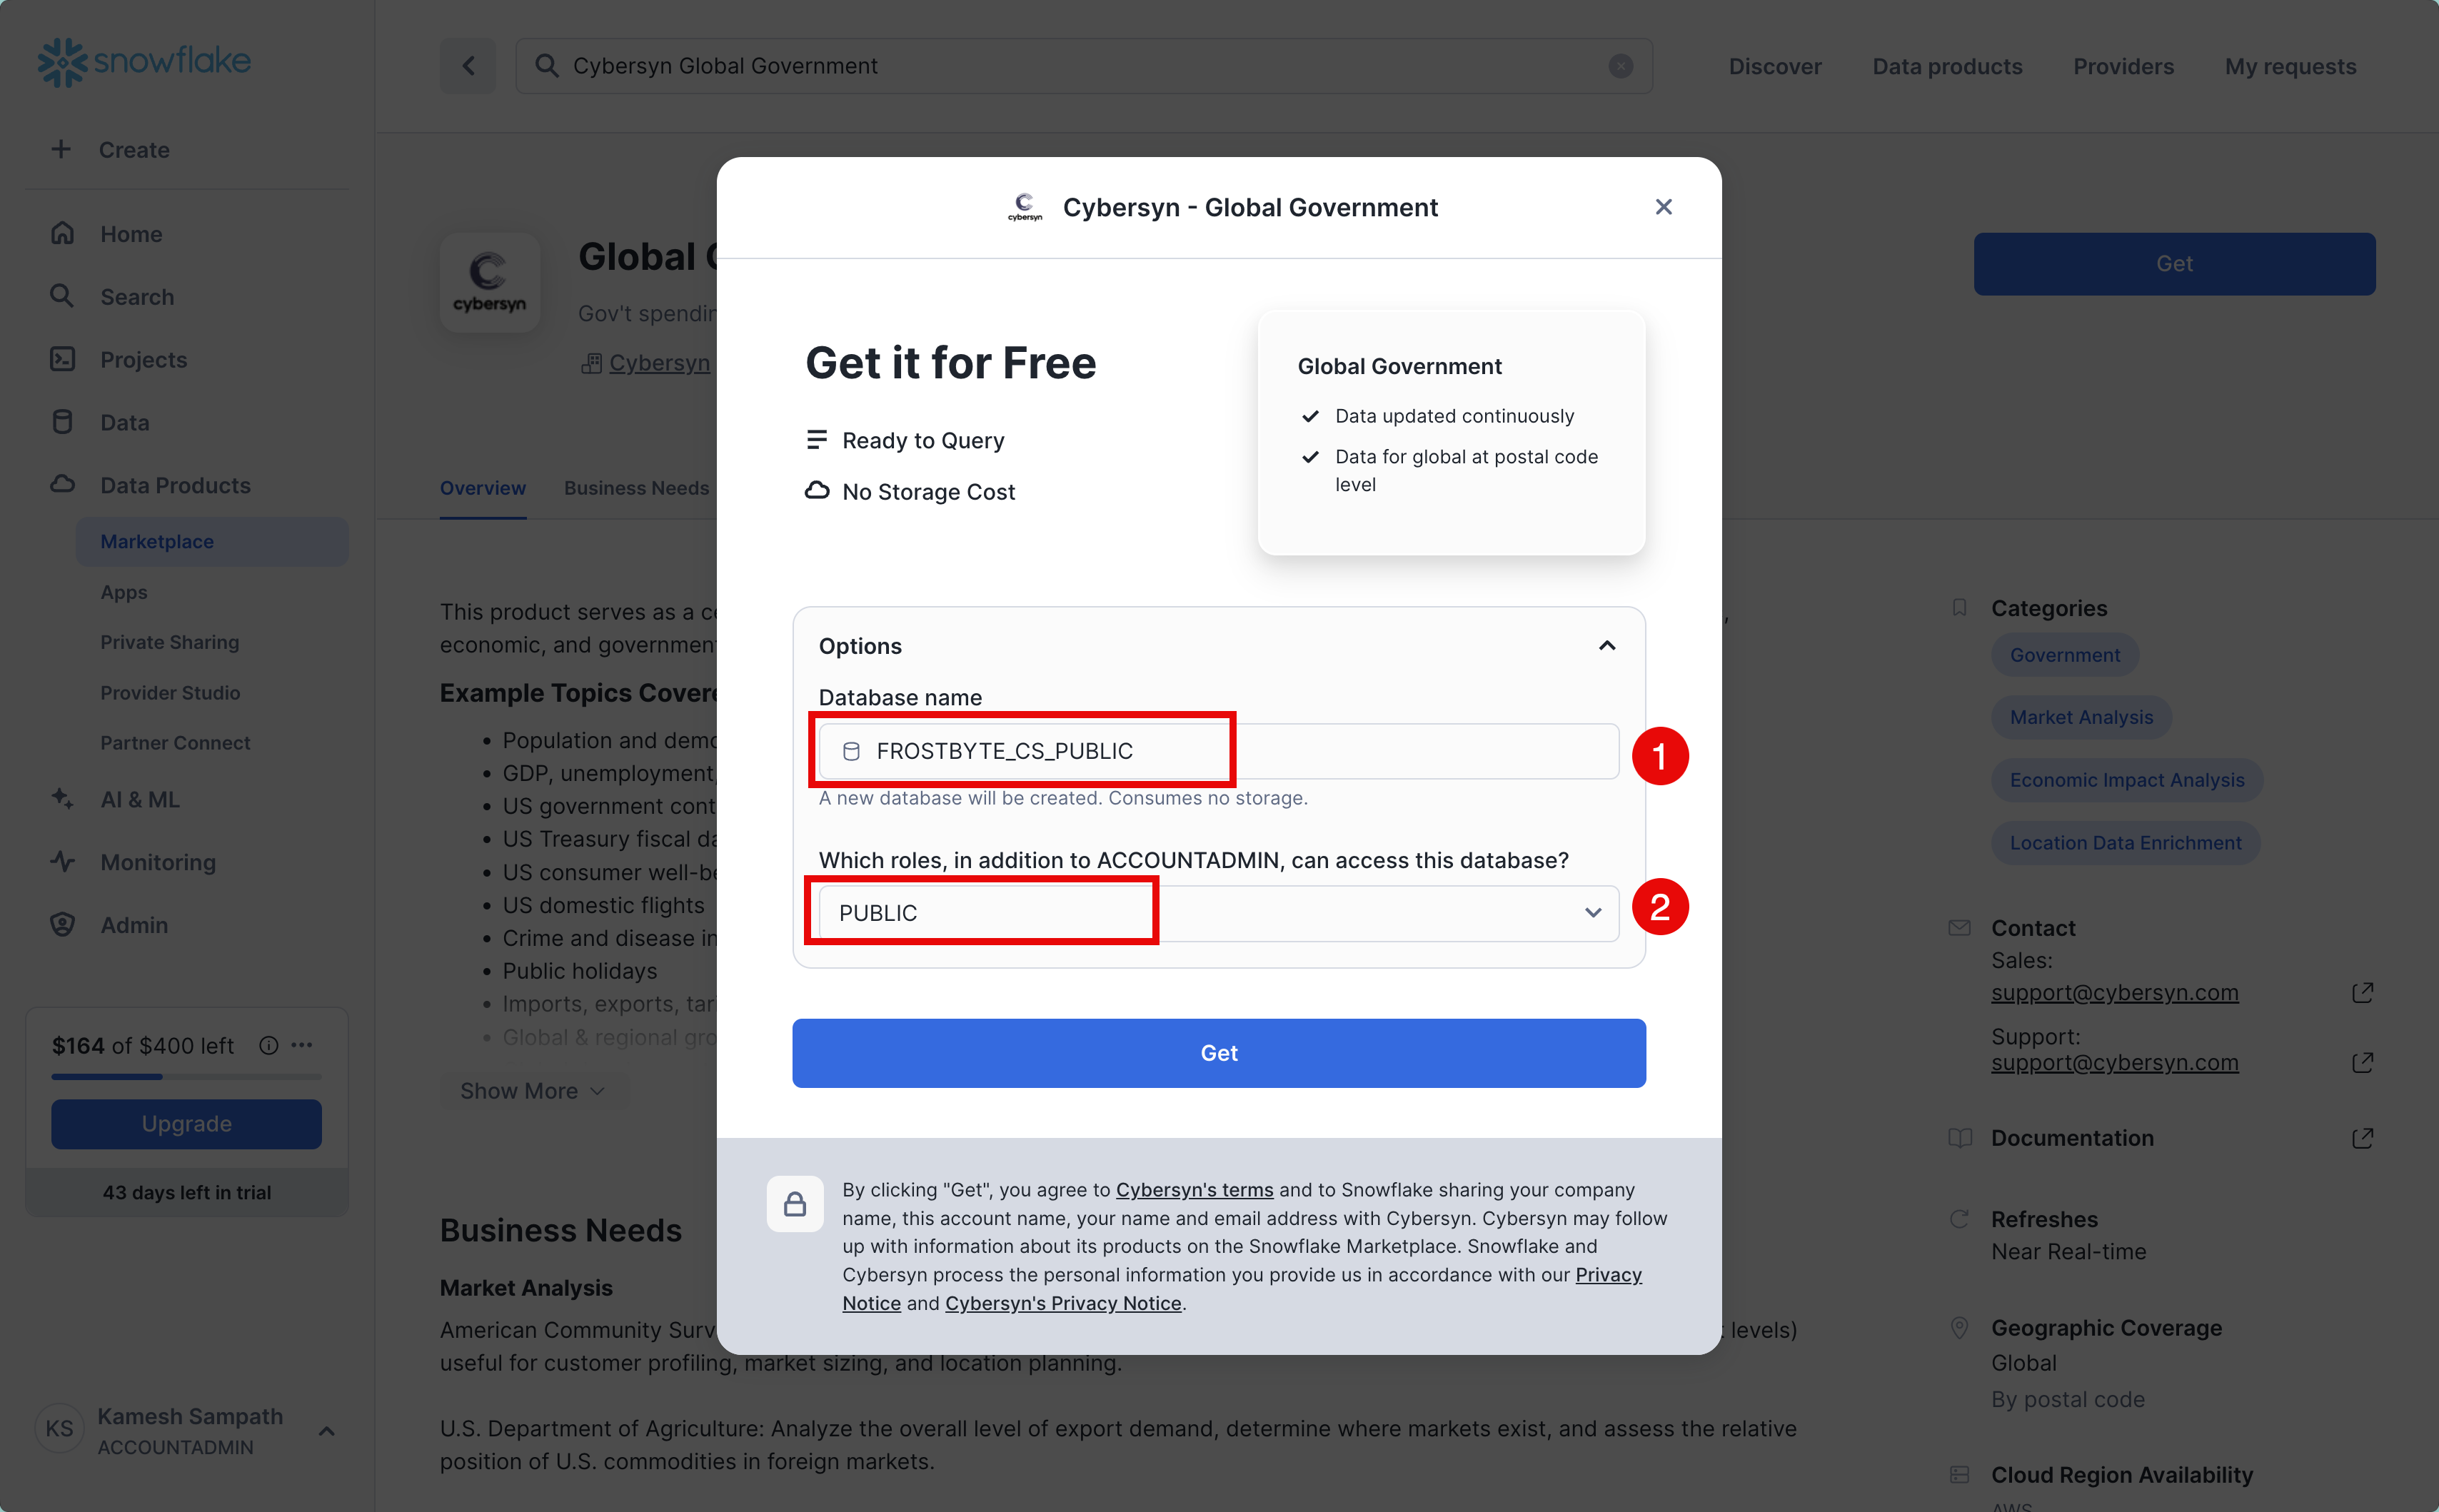 snowflake
Create
Home
Search
Projects
Data
Data Products
Marketplace
Apps
Private Sharing
Provider Studio
Partner Connect
AI & ML
Monitoring
Admin
$164 of $400 left
Upgrade
43 days left in trial
KS
Kamesh Sampath
ACCOUNTADMIN
Cybersyn Global Government
Discover
Data products
Providers
My requests
cybersyn
Global
Gov't
Cybersyn
Get
Overview
Business Needs
This product serves as a
economic, and
Example Topics
Population and
GDP, unemployment,
US government
US Treasury fiscal
US consumer
US domestic flights
Crime and disease
Public holidays
Imports, exports,
Global & regional
Show More
Business Needs
Market Analysis
American Community
levels)
useful for customer profiling, market sizing, and location planning.
U.S. Department of Agriculture: Analyze the overall level of export demand, determine where markets exist, and assess the relative
position of U.S. commodities in foreign markets.
cybersyn
Cybersyn - Global Government
Get it for Free
Ready to Query
No Storage Cost
Global Government
Data updated continuously
Data for global at postal code
level
Options
Database name
FROSTBYTE_CS_PUBLIC
1
A new database will be created. Consumes no storage.
Which roles, in addition to ACCOUNTADMIN, can access this database?
PUBLIC
2
Get
By clicking "Get", you agree to Cybersyn's terms and to Snowflake sharing your company
name, this account name, your name and email address with Cybersyn. Cybersyn may follow
up with information about its products on the Snowflake Marketplace. Snowflake and
Cybersyn process the personal information you provide us in accordance with our Privacy
Notice and Cybersyn's Privacy Notice.
Categories
Government
Market Analysis
Economic Impact Analysis
Location Data Enrichment
Contact
Sales:
support@cybersyn.com
Support:
support@cybersyn.com
Documentation
Refreshes
Near Real-time
Geographic Coverage
Global
By postal code
Cloud Region Availability
AWS